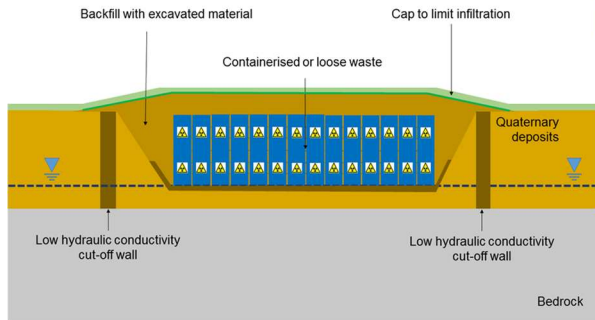 Backfill with excavated material
Cap to limit infiltration
Containerised or loose waste
Quaternary
deposits
Low hydraulic conductivity
cut-off wall
Low hydraulic conductivity
cut-off wall
Bedrock